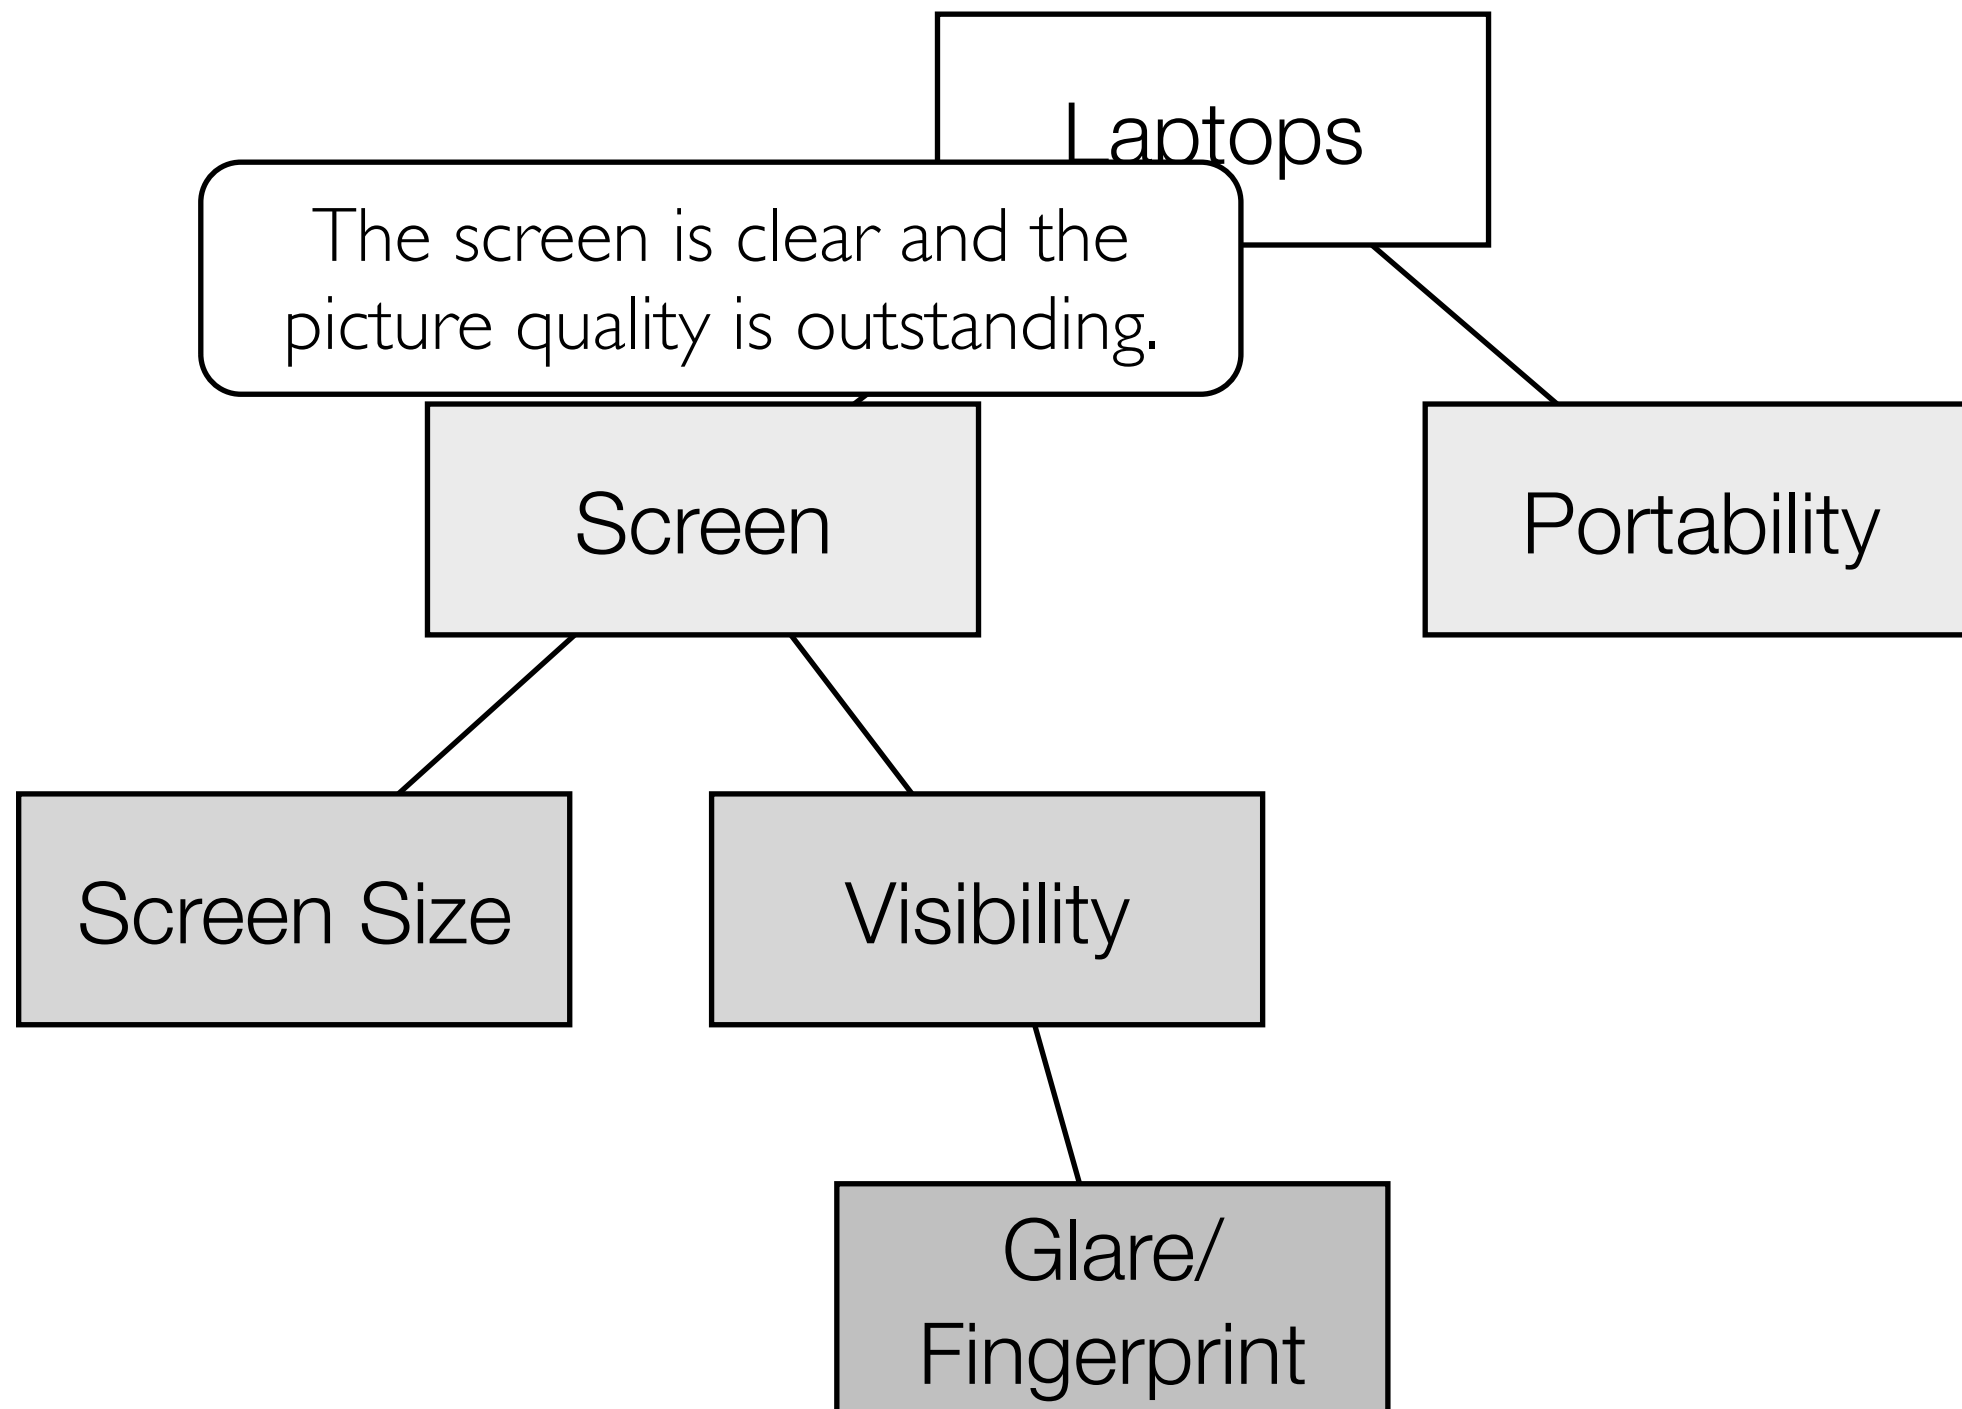 Laptops
The screen is clear and the
picture quality is outstanding.
Screen
Portability
Screen Size
Visibility
Glare/
Fingerprint